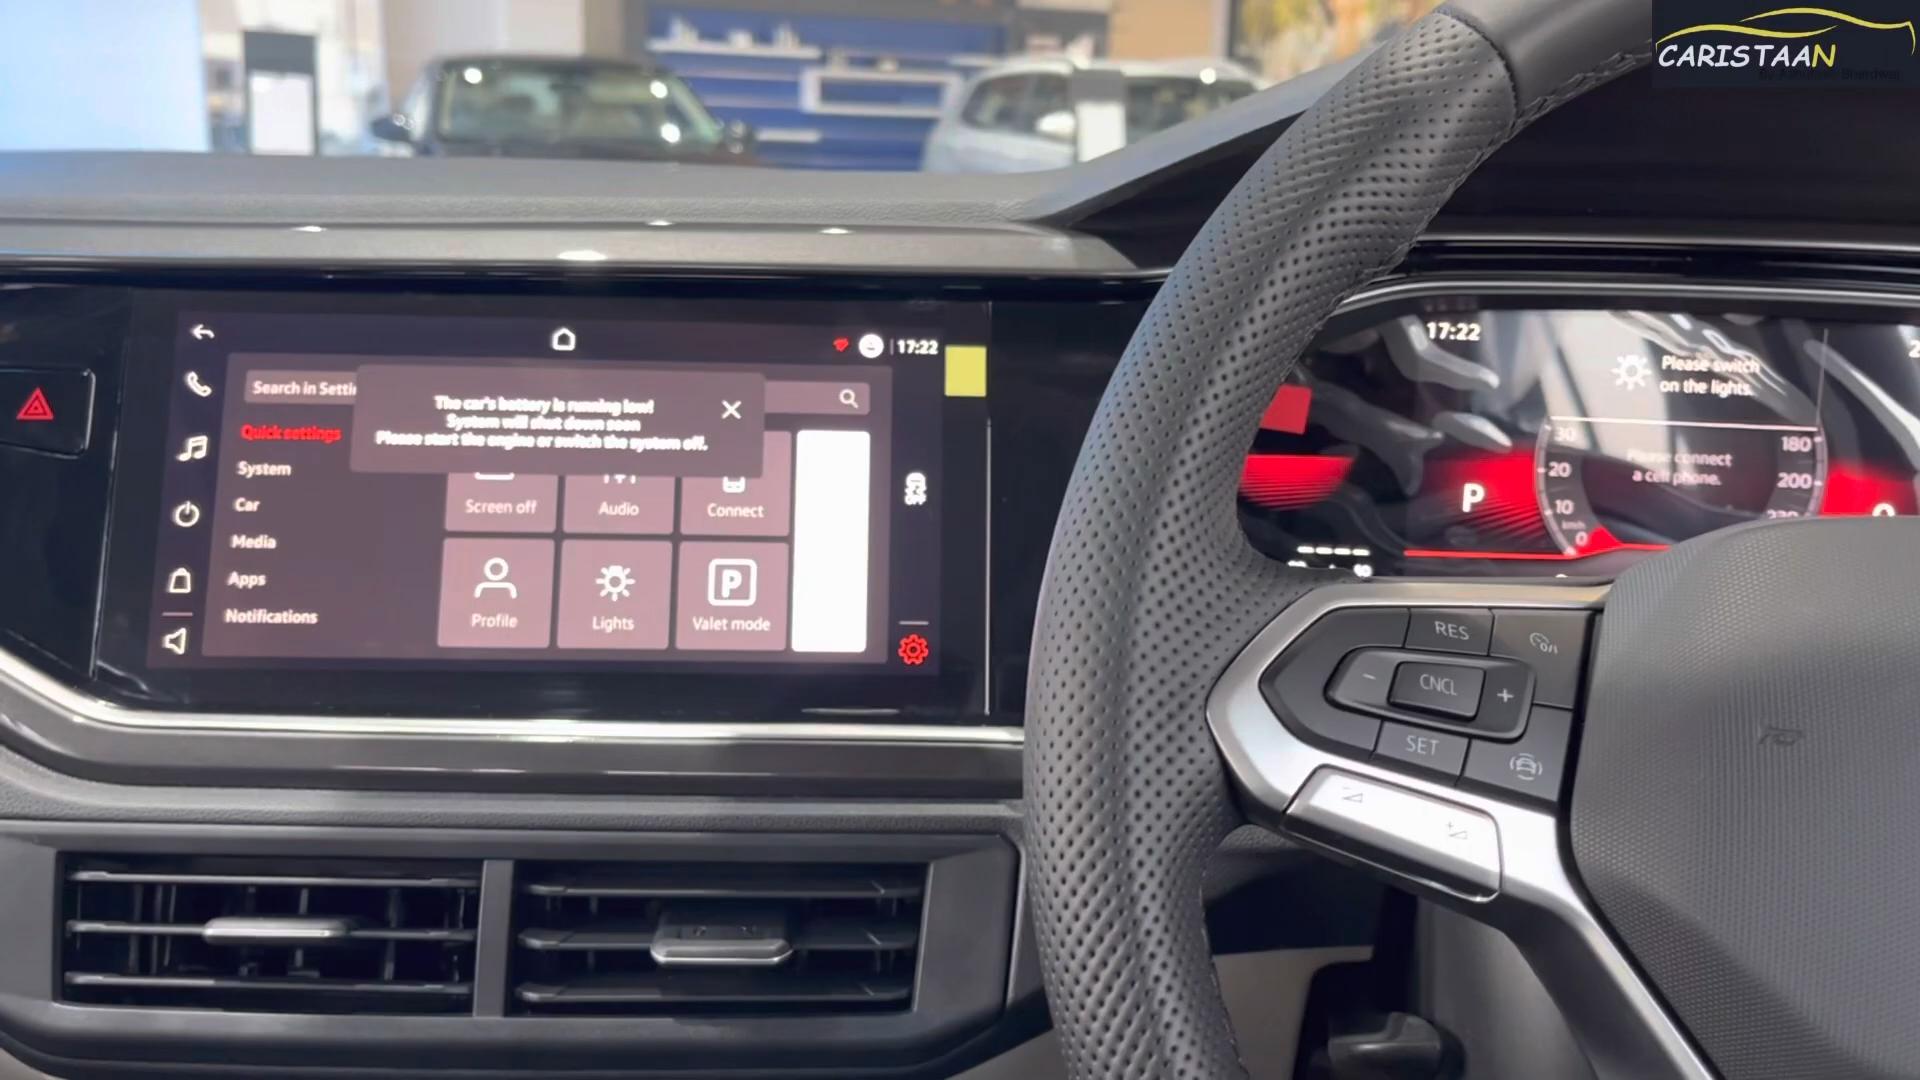 CARISTAAN
17:22
Search in Setti
The car's battery is running low!
System will shut down soon
Please start the engine or switch the system off.
Quick settings
System
Car
Media
Apps
Notifications
Screen off
Audio
Connect
Profile
Lights
P
Valet mode
OFF
17:22
Please switch
on the lights.
Please connect
a cell phone.
30
20
10
km/h
0
180
200
P
RES
CNCL
SET
- +